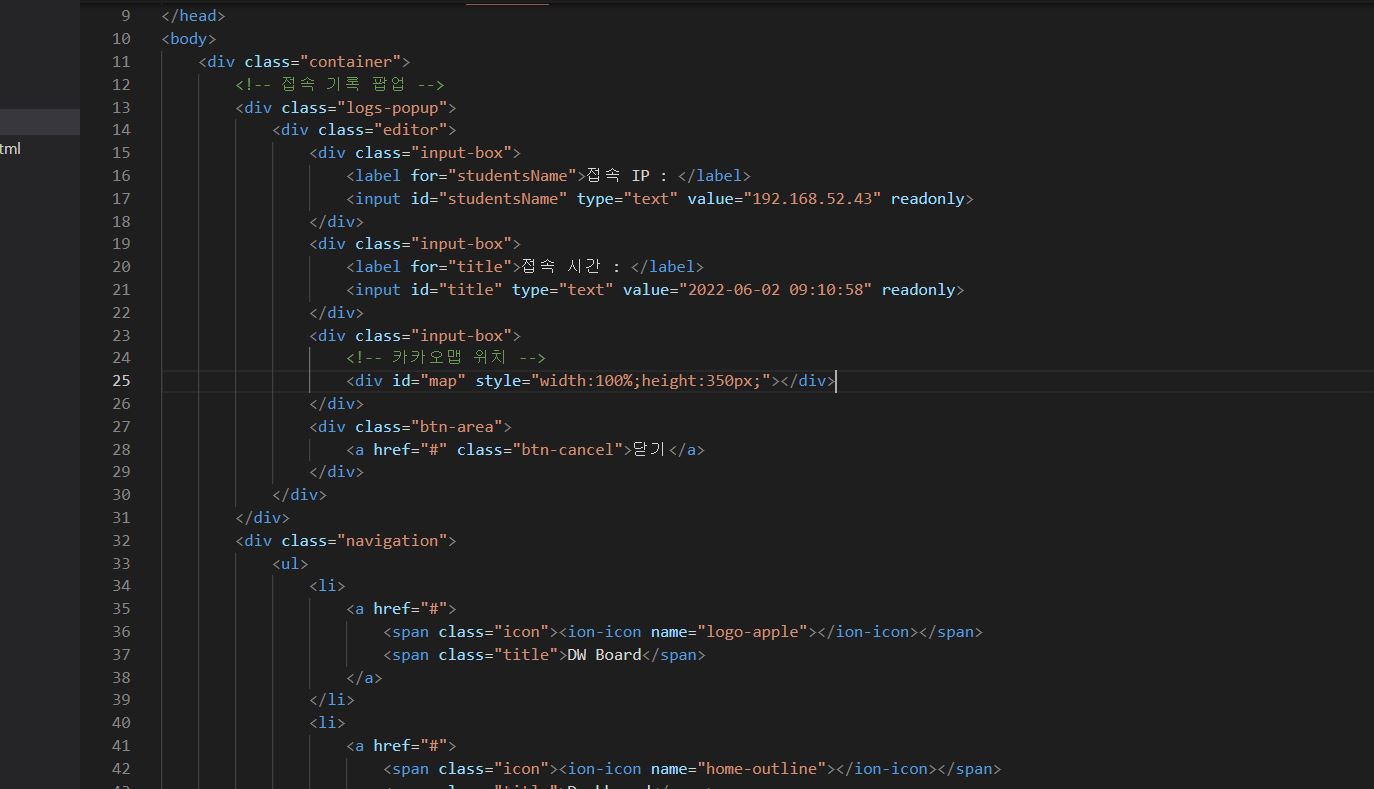 9 </head>
10 <body>
11 <div class="container">
12 <!-- 접속 기록 팝업 -->
13 <div class="logs-popup">
tml
14 <div class="editor">
15 <div class="input-box">
16 <label for="studentsName">접속 IP : </label>
17 <input id="studentsName" type="text" value="192.168.52.43" readonly>
18 </div>
19 <div class="input-box">
20 <label for="title">접속 시간 : </label>
21 <input id="title" type="text" value="2022-06-02 09:10:58" readonly>
22 </div>
23 <div class="input-box">
24 <!-- 카카오맵 위치 -->
25 <div id="map" style="width:100%;height:350px;"></div>
26 </div>
27 <div class="btn-area">
28 <a href="#" class="btn-cancel">닫기</a>
29 </div>
30 </div>
31 </div>
32 <div class="navigation">
33 <ul>
34 <li>
35 <a href="#">
36 <span class="icon"><ion-icon name="logo-apple"></ion-icon></span>
37 <span class="title">DW Board</span>
38 </a>
39 </li>
40 <li>
41 <a href="#">
42 <span class="icon"><ion-icon name="home-outline"></ion-icon></span>